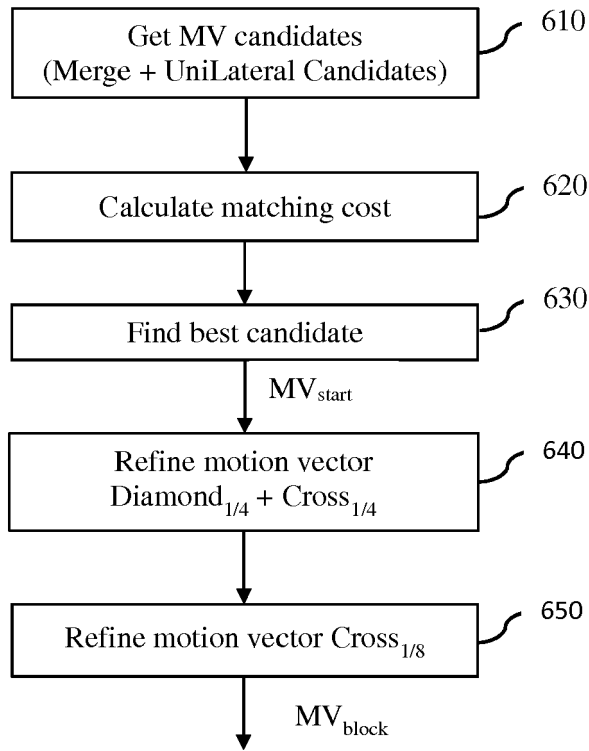 Get MV candidates
(Merge + UniLateral Candidates)
610
Calculate matching cost
620
Find best candidate
630
MVstart
Refine motion vector
Diamond1/4 + Cross1/4
640
Refine motion vector Cross1/8
650
MVblock